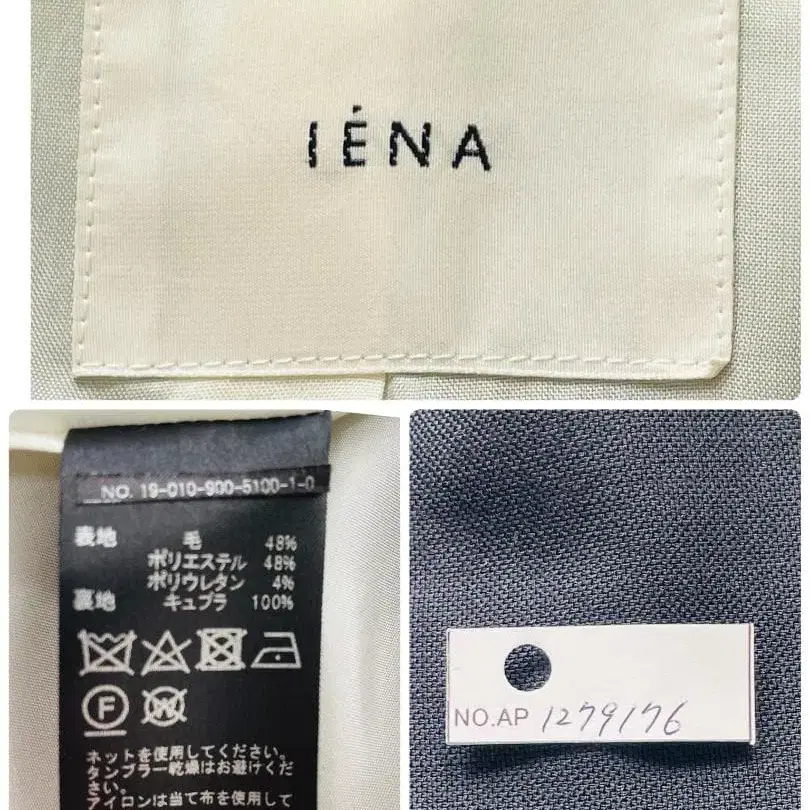 IÉNA
NO. 19-010-900-5100-1-0
表地 毛 48%
ポリエステル 48%
ポリウレタン 4%
裏地 キュプラ 100%
F W
ネットを使用してください。
タンブラー乾燥はお避けくだ
さい。
アイロンは当て布を使用して
NO.AP 1279176